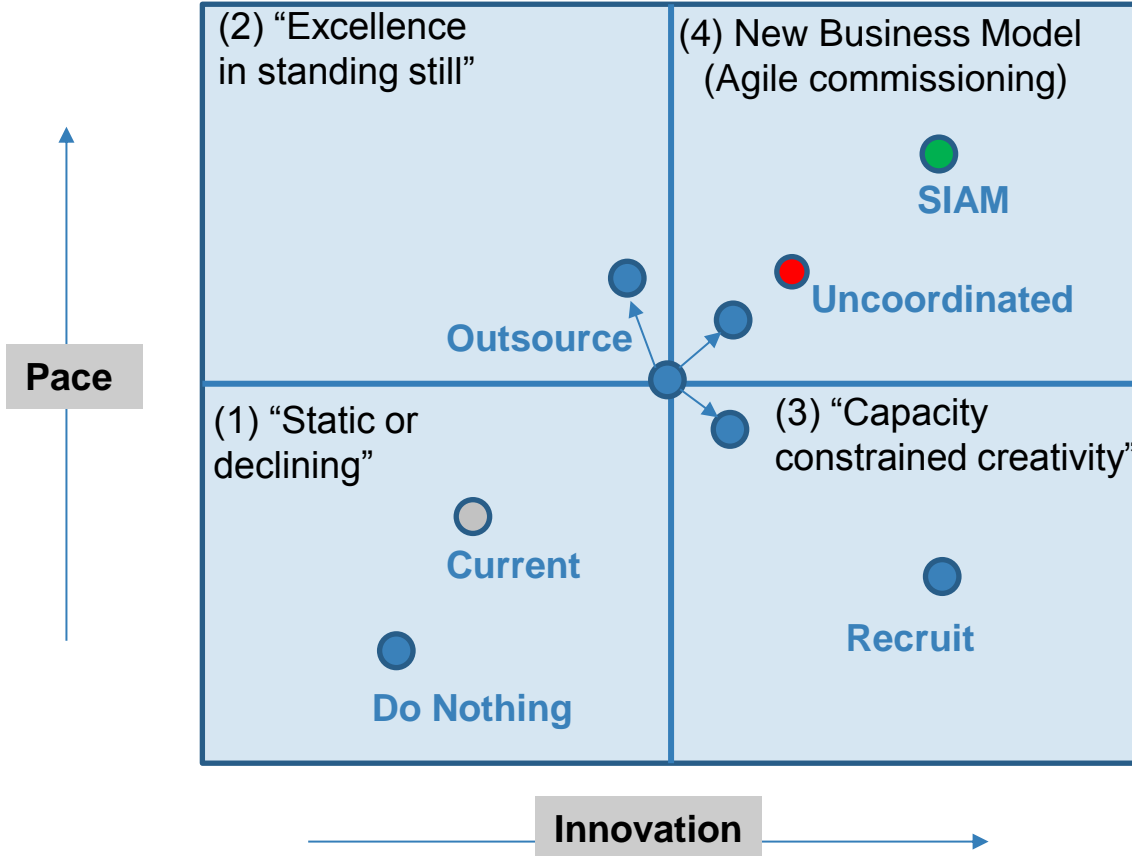 (2) “Excellence
in standing still”
(4) New Business Model
(Agile commissioning)
SIAM
Uncoordinated
Outsource
Pace
(1) “Static or
declining”
(3) “Capacity
constrained creativity”
Current
Recruit
Do Nothing
Innovation